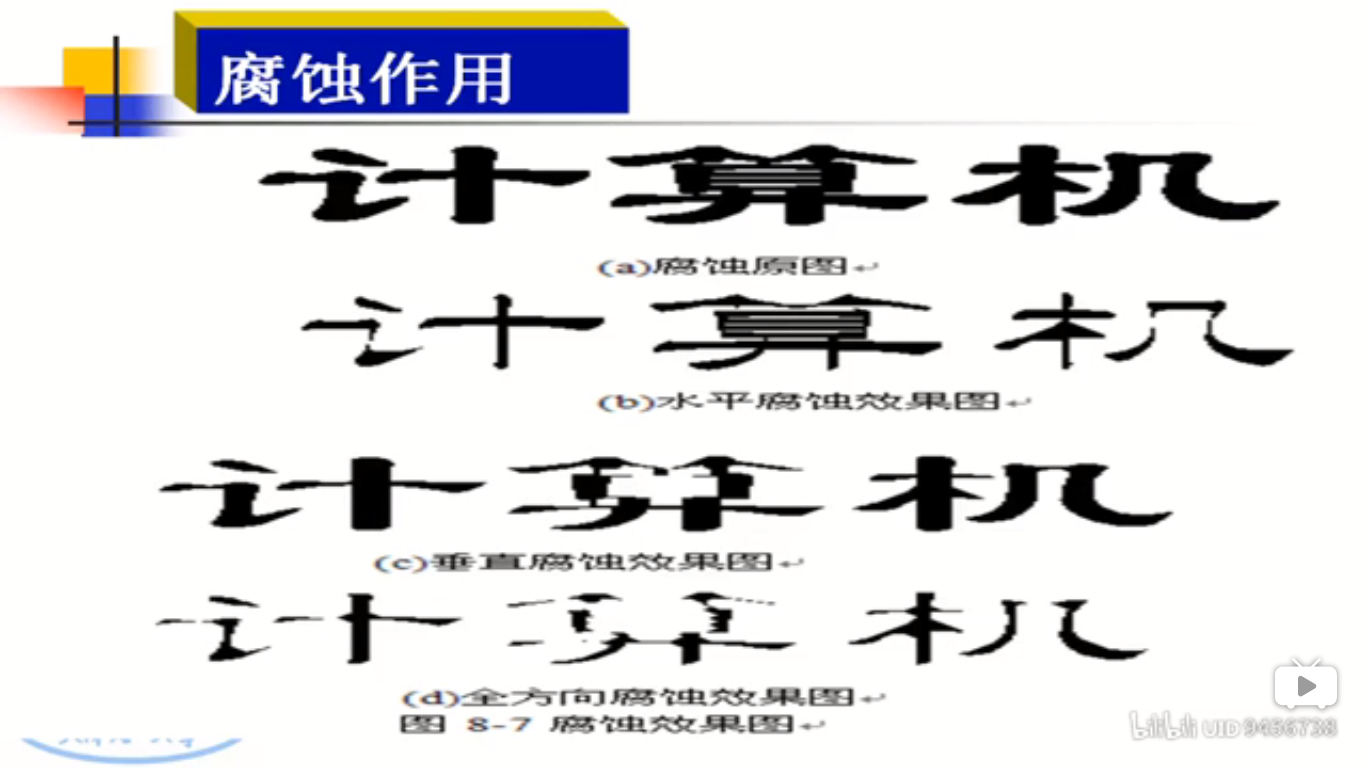 腐蚀作用
计算机
(a)腐蚀原图↵
计算机
(b)水平腐蚀效果图↵
计算机
(c)垂直腐蚀效果图↵
计算机
(d)全方向腐蚀效果图↵
图 8-7 腐蚀效果图↵
bilibili UID 9456738